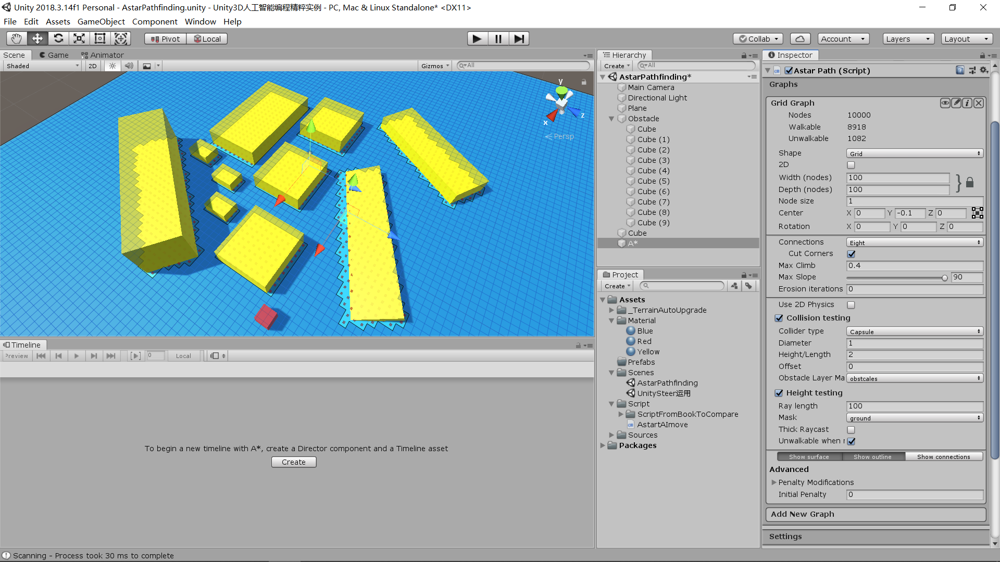 Unity 2018.3.14f1 Personal - AstarPathfinding.unity - Unity3D人工智能编程精粹实例 - PC, Mac & Linux Standalone* <DX11>
File Edit Assets GameObject Component Window Help
Pivot Local Collab Account Layers Layout
Scene Game Animator
Shaded 2D Gizmos All
y
x
z
Persp
Timeline
Preview 0 Local
To begin a new timeline with A*, create a Director component and a Timeline asset
Create
Hierarchy
Create All
AstarPathfinding*
Main Camera
Directional Light
Plane
Obstacle
Cube
Cube (1)
Cube (2)
Cube (3)
Cube (4)
Cube (5)
Cube (6)
Cube (7)
Cube (8)
Cube (9)
Cube
A*
Project
Create
Assets
_TerrainAutoUpgrade
Material
Blue
Red
Yellow
Prefabs
Scenes
AstarPathfinding
UnitySteer运用
Script
ScriptFromBookToCompare
AstartAImove
Sources
Packages
Inspector
Astar Path (Script)
Graphs
Grid Graph
Nodes 10000
Walkable 8918
Unwalkable 1082
Shape Grid
2D
Width (nodes) 100
Depth (nodes) 100
Node size 1
Center X 0 Y -0.1 Z 0
Rotation X 0 Y 0 Z 0
Connections Eight
Cut Corners
Max Climb 0.4
Max Slope 90
Erosion iterations 0
Use 2D Physics
Collision testing
Collider type Capsule
Diameter 1
Height/Length 2
Offset 0
Obstacle Layer Ma obstcales
Height testing
Ray length 100
Mask ground
Thick Raycast
Unwalkable when
Show surface Show outline Show connections
Advanced
Penalty Modifications
Initial Penalty 0
Add New Graph
Settings
Scanning - Process took 30 ms to complete